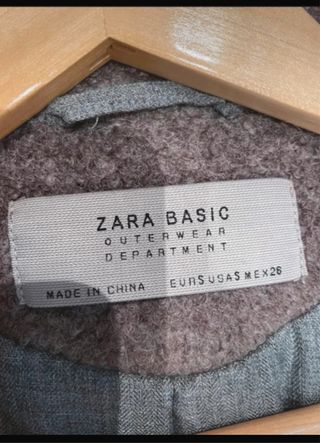 ZARA BASIC
OUTERWEAR
DEPARTMENT
MADE IN CHINA EUR S USA S MEX 26